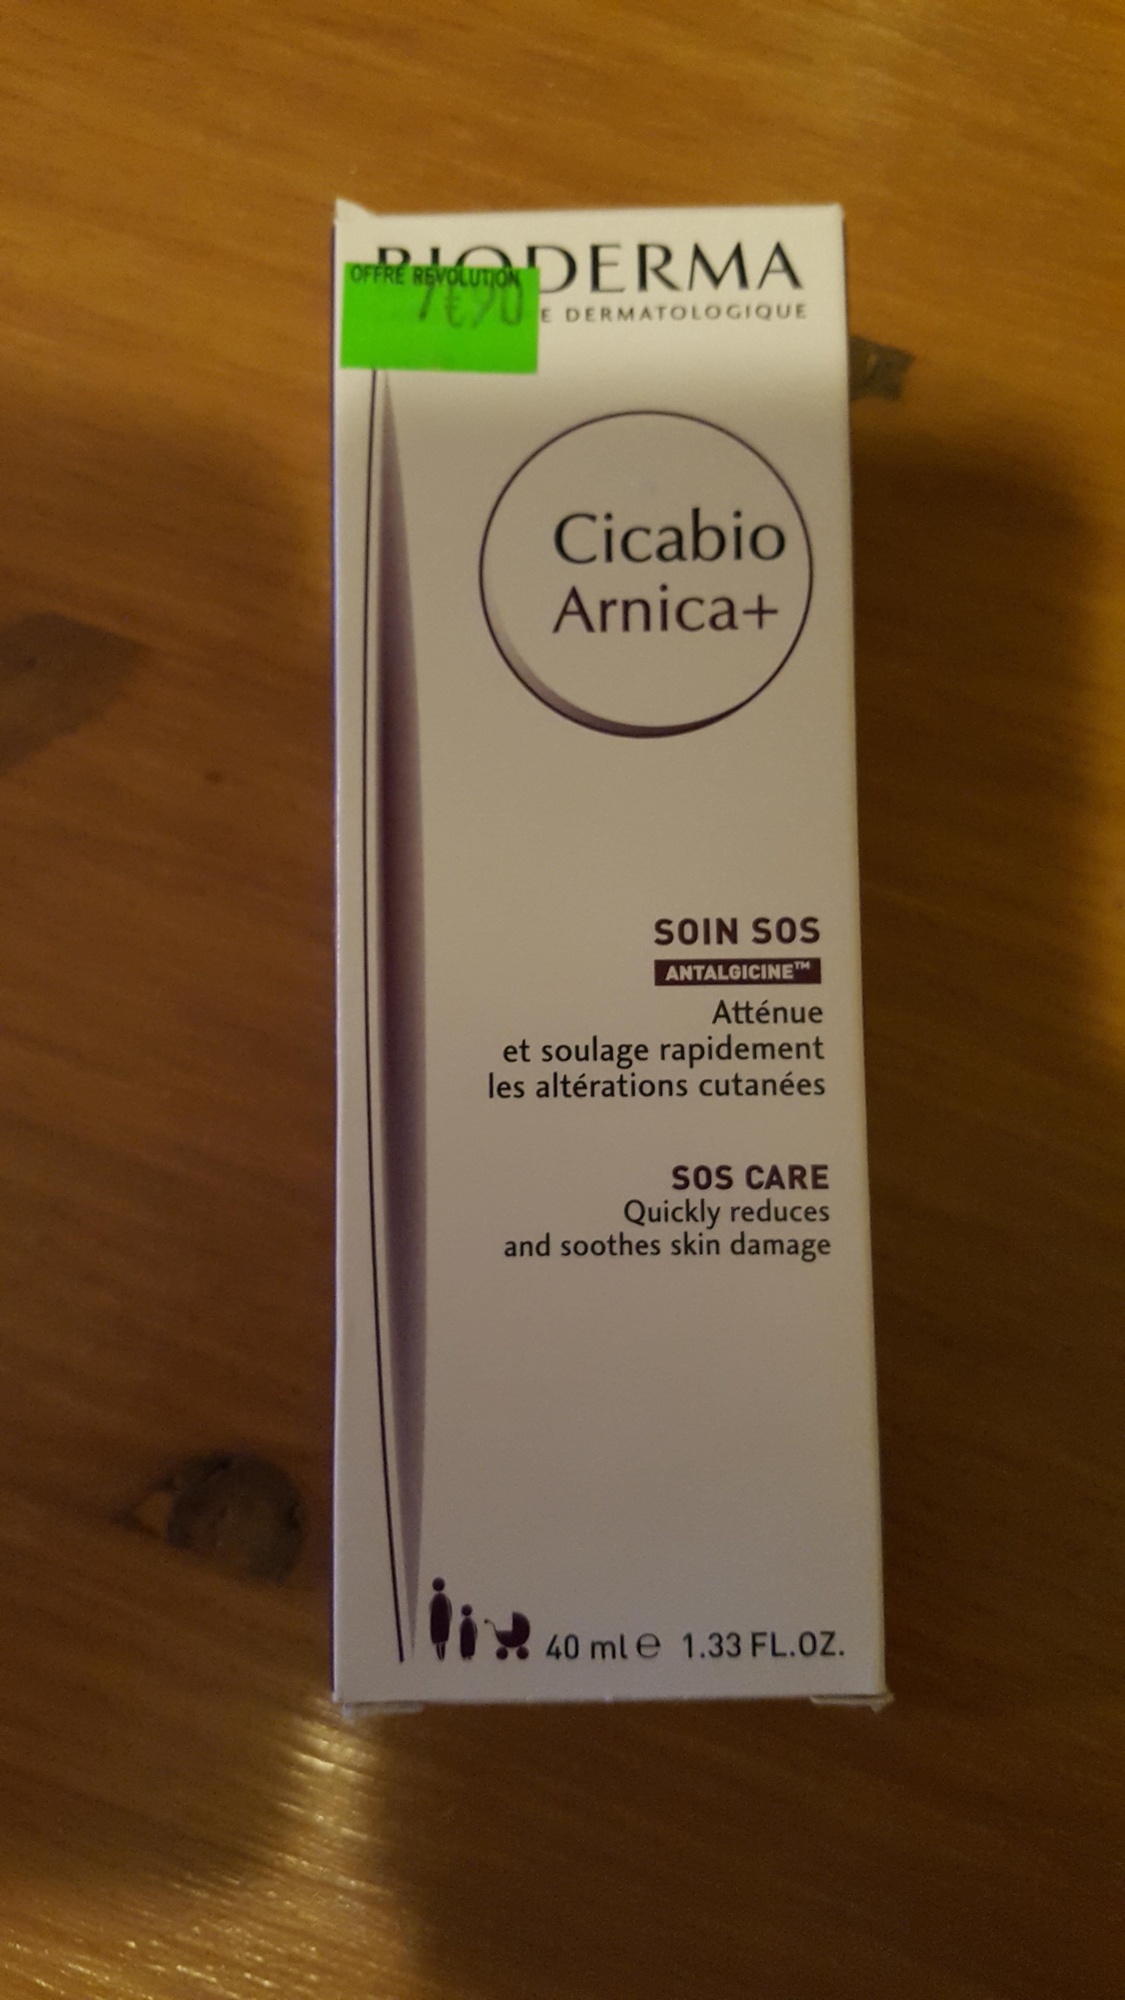 BIODERMA
OFFRE REVOLUTION
7€90
E DERMATOLOGIQUE
Cicabio
Arnica+
SOIN SOS
ANTALGICINE™
Atténue
et soulage rapidement
les altérations cutanées
SOS CARE
Quickly reduces
and soothes skin damage
40 ml e 1.33 FL.OZ.